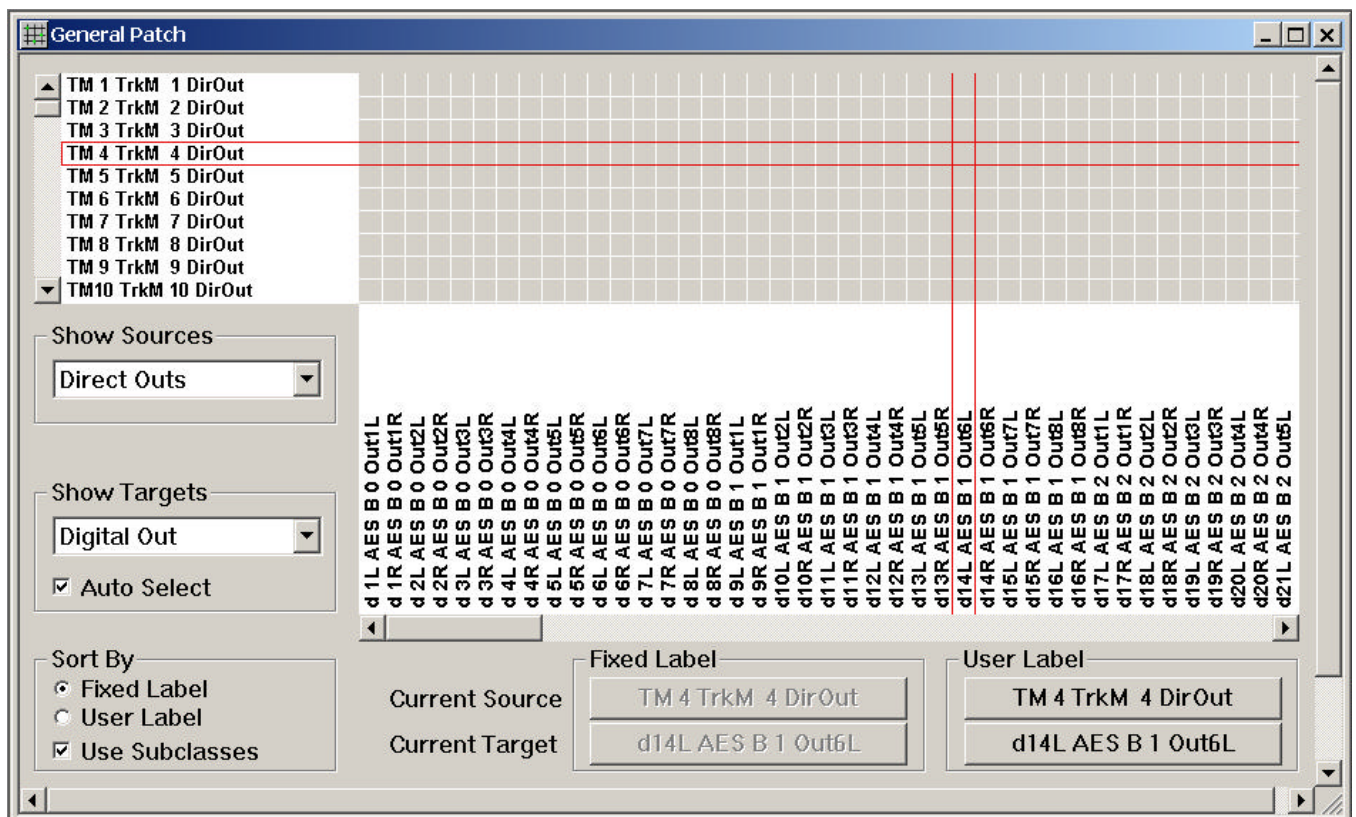 General Patch
TM 1 TrkM  1 DirOut
TM 2 TrkM  2 DirOut
TM 3 TrkM  3 DirOut
TM 4 TrkM  4 DirOut
TM 5 TrkM  5 DirOut
TM 6 TrkM  6 DirOut
TM 7 TrkM  7 DirOut
TM 8 TrkM  8 DirOut
TM 9 TrkM  9 DirOut
TM10 TrkM 10 DirOut
Show Sources
Direct Outs
Show Targets
Digital Out
Auto Select
d 1L AES B 0 Out1L
d 1R AES B 0 Out1R
d 2L AES B 0 Out2L
d 2R AES B 0 Out2R
d 3L AES B 0 Out3L
d 3R AES B 0 Out3R
d 4L AES B 0 Out4L
d 4R AES B 0 Out4R
d 5L AES B 0 Out5L
d 5R AES B 0 Out5R
d 6L AES B 0 Out6L
d 6R AES B 0 Out6R
d 7L AES B 0 Out7L
d 7R AES B 0 Out7R
d 8L AES B 0 Out8L
d 8R AES B 0 Out8R
d 9L AES B 1 Out1L
d 9R AES B 1 Out1R
d10L AES B 1 Out2L
d10R AES B 1 Out2R
d11L AES B 1 Out3L
d11R AES B 1 Out3R
d12L AES B 1 Out4L
d12R AES B 1 Out4R
d13L AES B 1 Out5L
d13R AES B 1 Out5R
d14L AES B 1 Out6L
d14R AES B 1 Out6R
d15L AES B 1 Out7L
d15R AES B 1 Out7R
d16L AES B 1 Out8L
d16R AES B 1 Out8R
d17L AES B 2 Out1L
d17R AES B 2 Out1R
d18L AES B 2 Out2L
d18R AES B 2 Out2R
d19L AES B 2 Out3L
d19R AES B 2 Out3R
d20L AES B 2 Out4L
d20R AES B 2 Out4R
d21L AES B 2 Out5L
Sort By
Fixed Label
User Label
Use Subclasses
Fixed Label
User Label
Current Source
TM 4 TrkM  4 DirOut
TM 4 TrkM  4 DirOut
Current Target
d14L AES B 1 Out6L
d14L AES B 1 Out6L